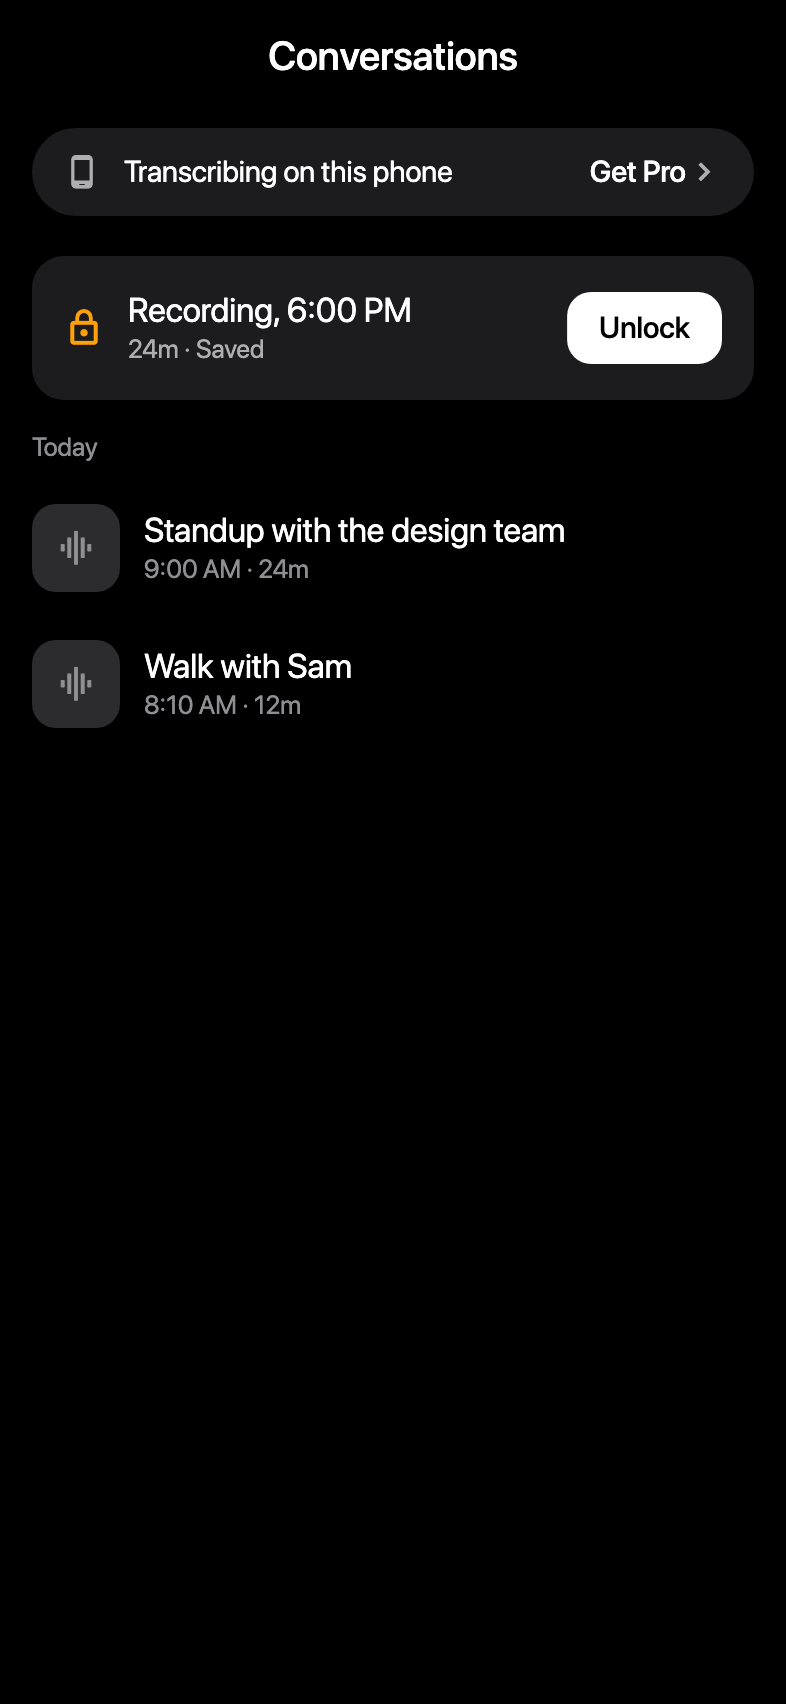 Conversations
Transcribing on this phone
Get Pro
Recording, 6:00 PM
24m · Saved
Unlock
Today
Standup with the design team
9:00 AM · 24m
Walk with Sam
8:10 AM · 12m